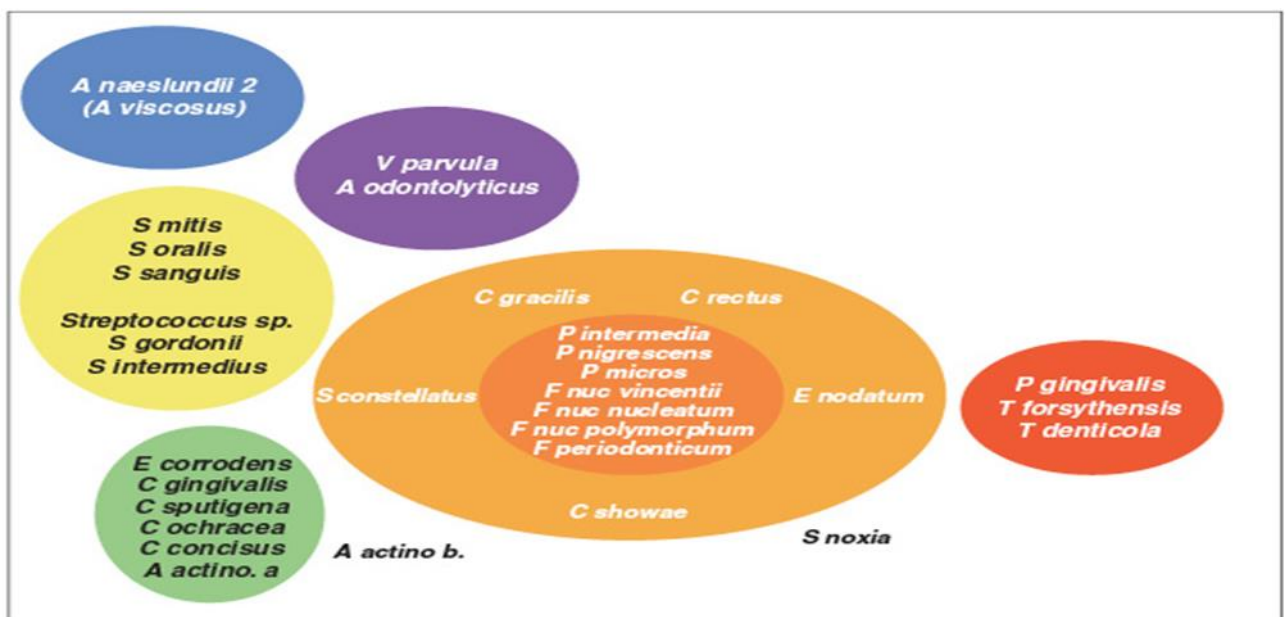 A naeslundii 2
(A viscosus)
V parvula
A odontolyticus
S mitis
S oralis
S sanguis
Streptococcus sp.
S gordonii
S intermedius
C gracilis
C rectus
P intermedia
P nigrescens
P micros
F nuc vincentii
F nuc nucleatum
F nuc polymorphum
F periodonticum
S constellatus
E nodatum
C showae
P gingivalis
T forsythensis
T denticola
E corrodens
C gingivalis
C sputigena
C ochracea
C concisus
A actino. a
A actino b.
S noxia